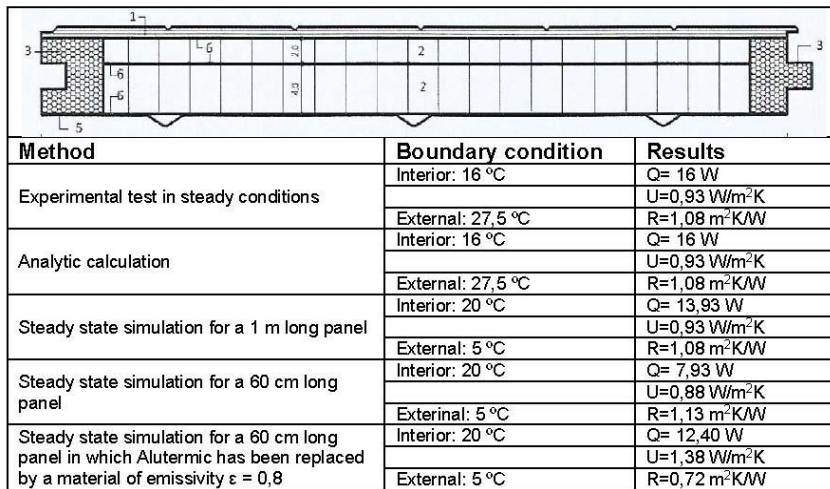 1
3
6
2,0
2
3
6
6
4,0
2
5
Method Boundary condition Results
Experimental test in steady conditions
Interior: 16 ºC Q= 16 W
U=0,93 W/m²K
External: 27,5 ºC R=1,08 m²K/W
Analytic calculation
Interior: 16 ºC Q= 16 W
U=0,93 W/m²K
External: 27,5 ºC R=1,08 m²K/W
Steady state simulation for a 1 m long panel
Interior: 20 ºC Q= 13,93 W
U=0,93 W/m²K
External: 5 ºC R=1,08 m²K/W
Steady state simulation for a 60 cm long
panel
Interior: 20 ºC Q= 7,93 W
U=0,88 W/m²K
Exterinal: 5 ºC R=1,13 m²K/W
Steady state simulation for a 60 cm long
panel in which Alutermic has been replaced
by a material of emissivity ε = 0,8
Interior: 20 ºC Q= 12,40 W
U=1,38 W/m²K
External: 5 ºC R=0,72 m²K/W